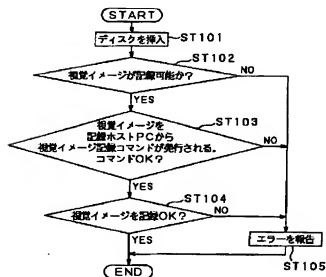 START
ディスクを挿入
ST101
ST102
視覚イメージが記録可能か?
NO
YES
ST103
視覚イメージを
記録ホストPCから
視覚イメージ記録コマンドが発行される。
コマンドOK?
NO
YES
ST104
視覚イメージを記録OK?
NO
YES
エラーを報告
ST105
END